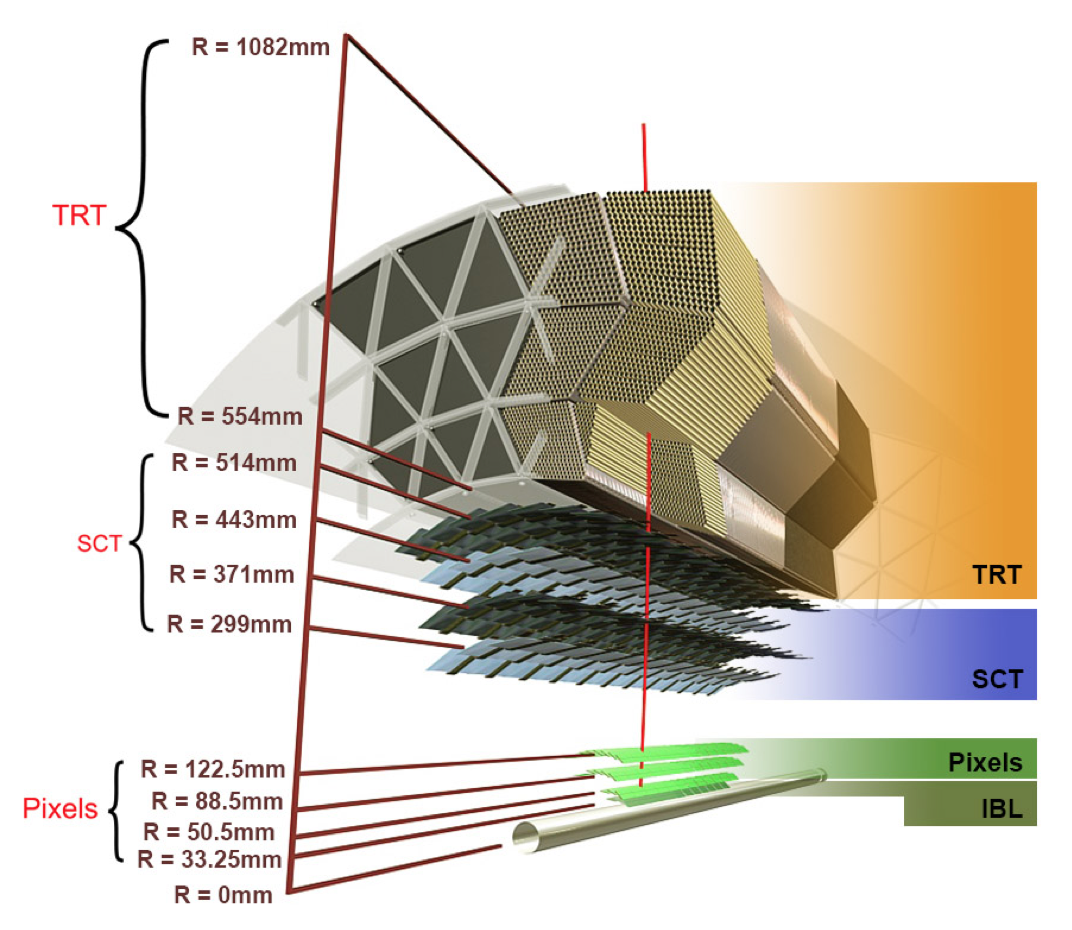 R = 1082mm
TRT
R = 554mm
R = 514mm
R = 443mm
SCT
R = 371mm
R = 299mm
TRT
SCT
Pixels
R = 122.5mm
R = 88.5mm
Pixels
R = 50.5mm
R = 33.25mm
R = 0mm
IBL